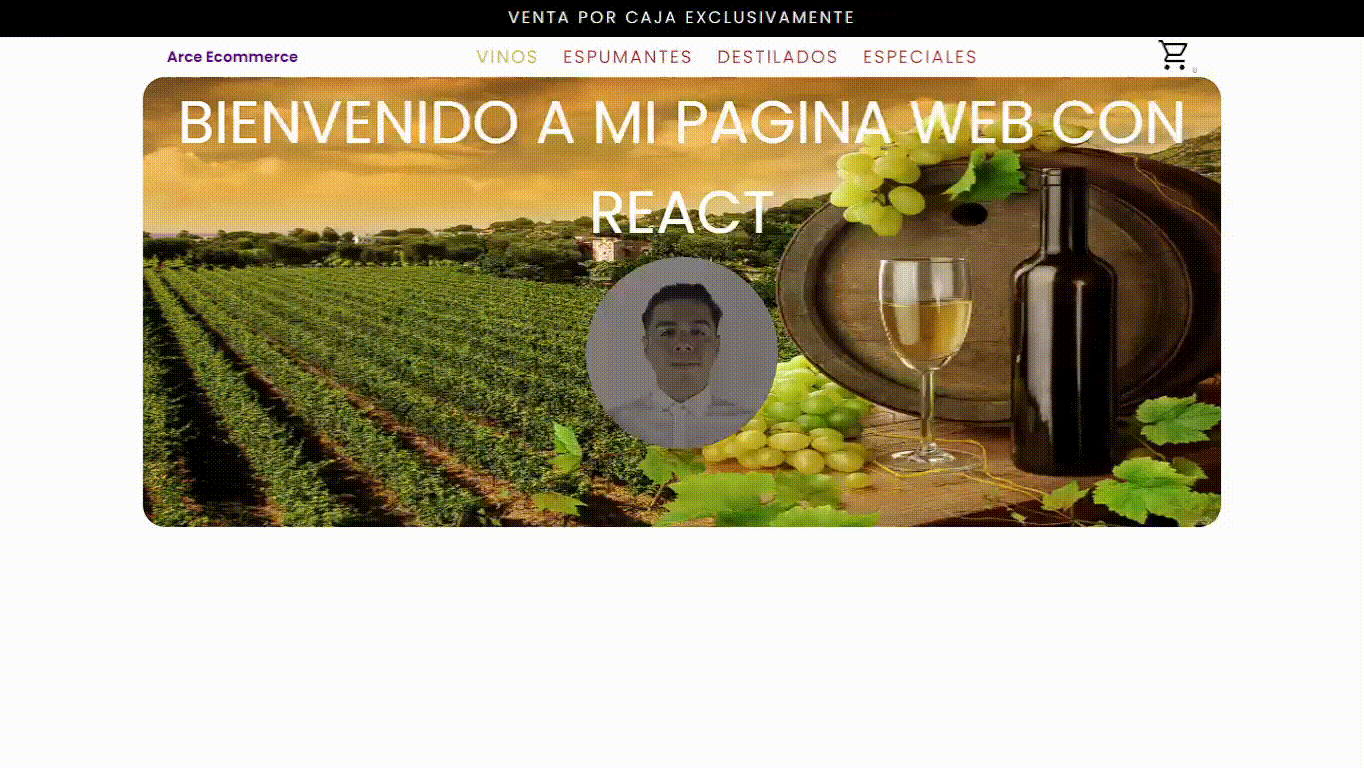 VENTA POR CAJA EXCLUSIVAMENTE
Arce Ecommerce VINOS ESPUMANTES DESTILADOS ESPECIALES 0
BIENVENIDO A MI PAGINA WEB CON
REACT